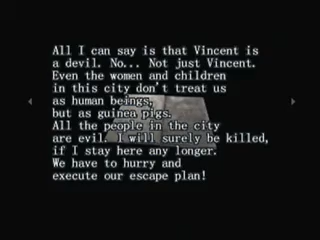 All I can say is that Vincent is
a devil. No... Not just Vincent.
Even the women and children
in this city don't treat us
as human beings,
but as guinea pigs.
All the people in the city
are evil. I will surely be killed,
if I stay here any longer.
We have to hurry and
execute our escape plan!